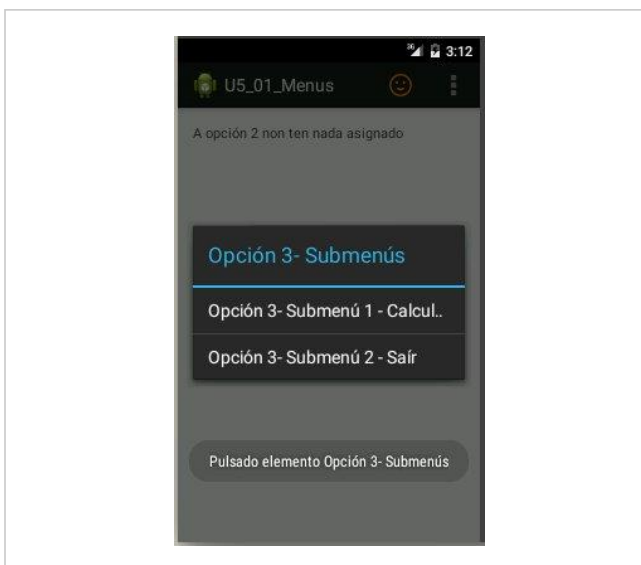 3G 3:12
U5_01_Menus
A opción 2 non ten nada asignado
Opción 3- Submenús
Opción 3- Submenú 1 - Calcul..
Opción 3- Submenú 2 - Saír
Pulsado elemento Opción 3- Submenús